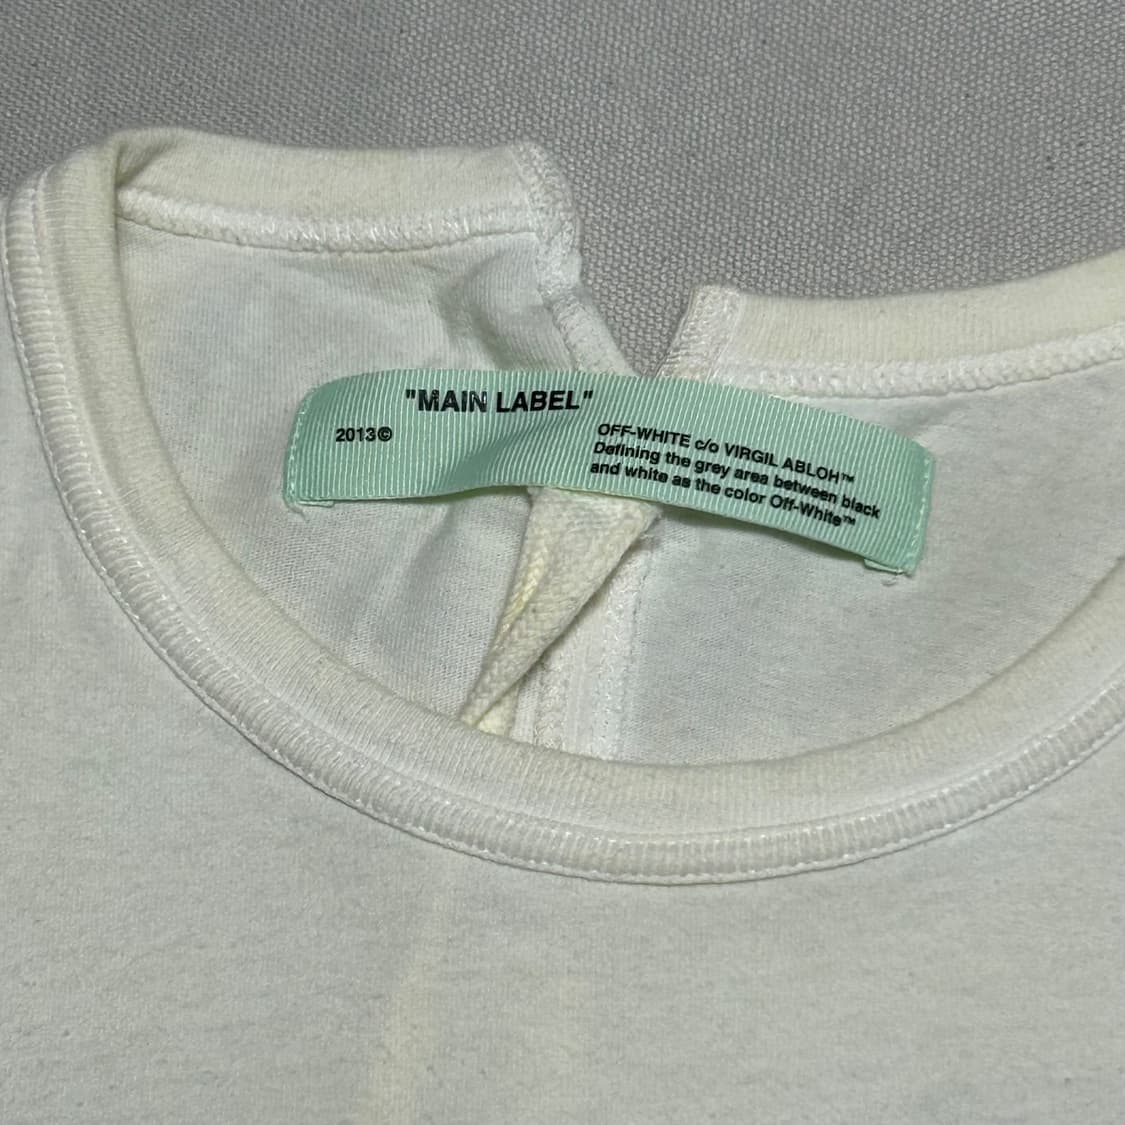 "MAIN LABEL"
2013©
OFF-WHITE c/o VIRGIL ABLOH™
Defining the grey area between black
and white as the color Off-White™